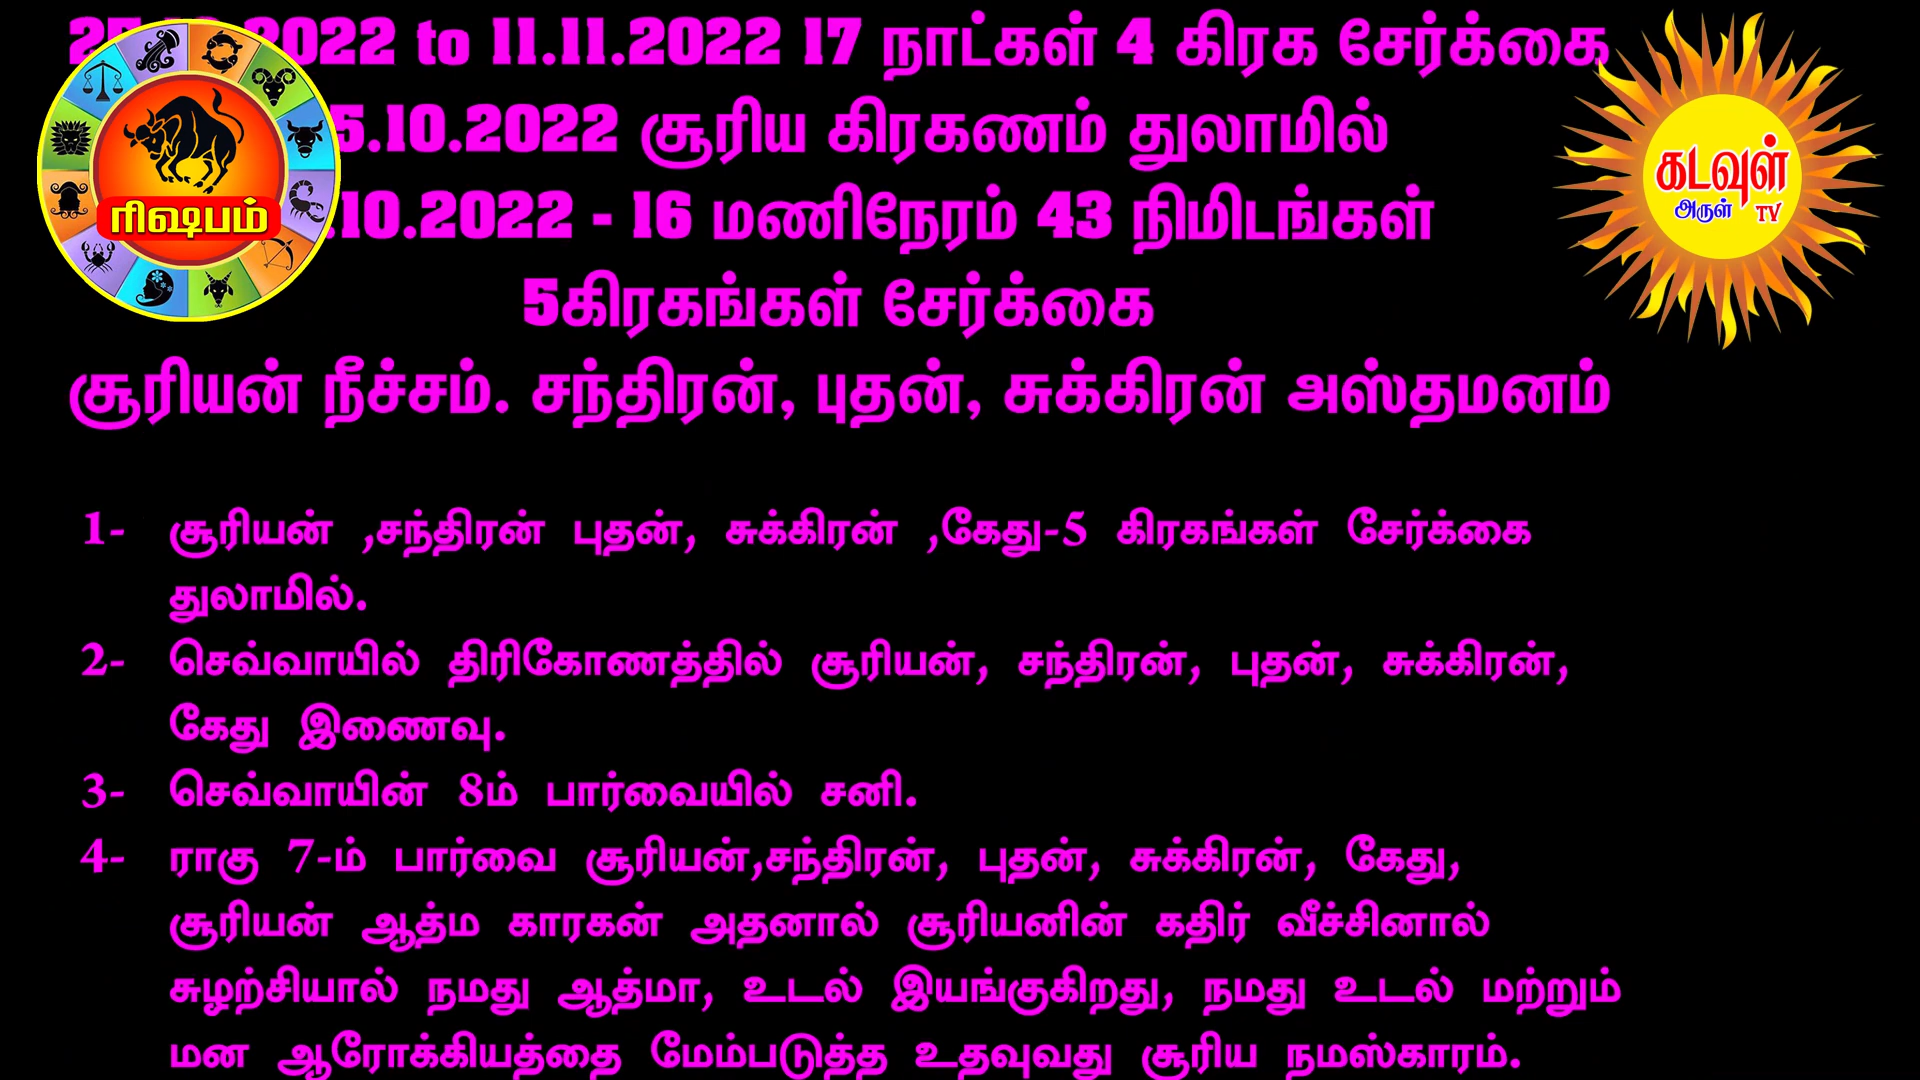 2022 to 11.11.2022 17 நாட்கள் 4 கிரக சேர்க்கை
5.10.2022 சூரிய கிரகணம் துலாமில்
.10.2022 - 16 மணிநேரம் 43 நிமிடங்கள்
5கிரகங்கள் சேர்க்கை
சூரியன் நீச்சம். சந்திரன், புதன், சுக்கிரன் அஸ்தமனம்
ரிஷபம்
கடவுள்
அருள் TV
1- சூரியன் ,சந்திரன் புதன், சுக்கிரன் ,கேது-5 கிரகங்கள் சேர்க்கை
துலாமில்.
2- செவ்வாயில் திரிகோணத்தில் சூரியன், சந்திரன், புதன், சுக்கிரன்,
கேது இணைவு.
3- செவ்வாயின் 8ம் பார்வையில் சனி.
4- ராகு 7-ம் பார்வை சூரியன்,சந்திரன், புதன், சுக்கிரன், கேது,
சூரியன் ஆத்ம காரகன் அதனால் சூரியனின் கதிர் வீச்சினால்
சுழற்சியால் நமது ஆத்மா, உடல் இயங்குகிறது, நமது உடல் மற்றும்
மன ஆரோக்கியத்தை மேம்படுத்த உதவுவது சூரிய நமஸ்காரம்.